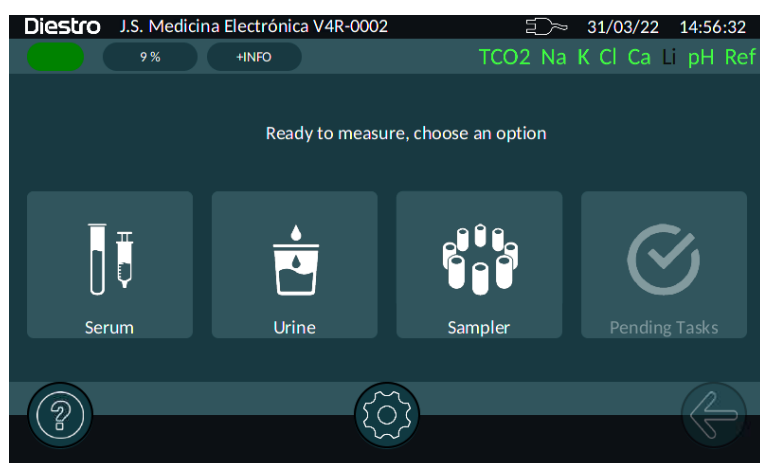 Diestro J.S. Medicina Electrónica V4R-0002 31/03/22 14:56:32
9 % +INFO TCO2 Na K Cl Ca Li pH Ref
Ready to measure, choose an option
Serum Urine Sampler Pending Tasks
?